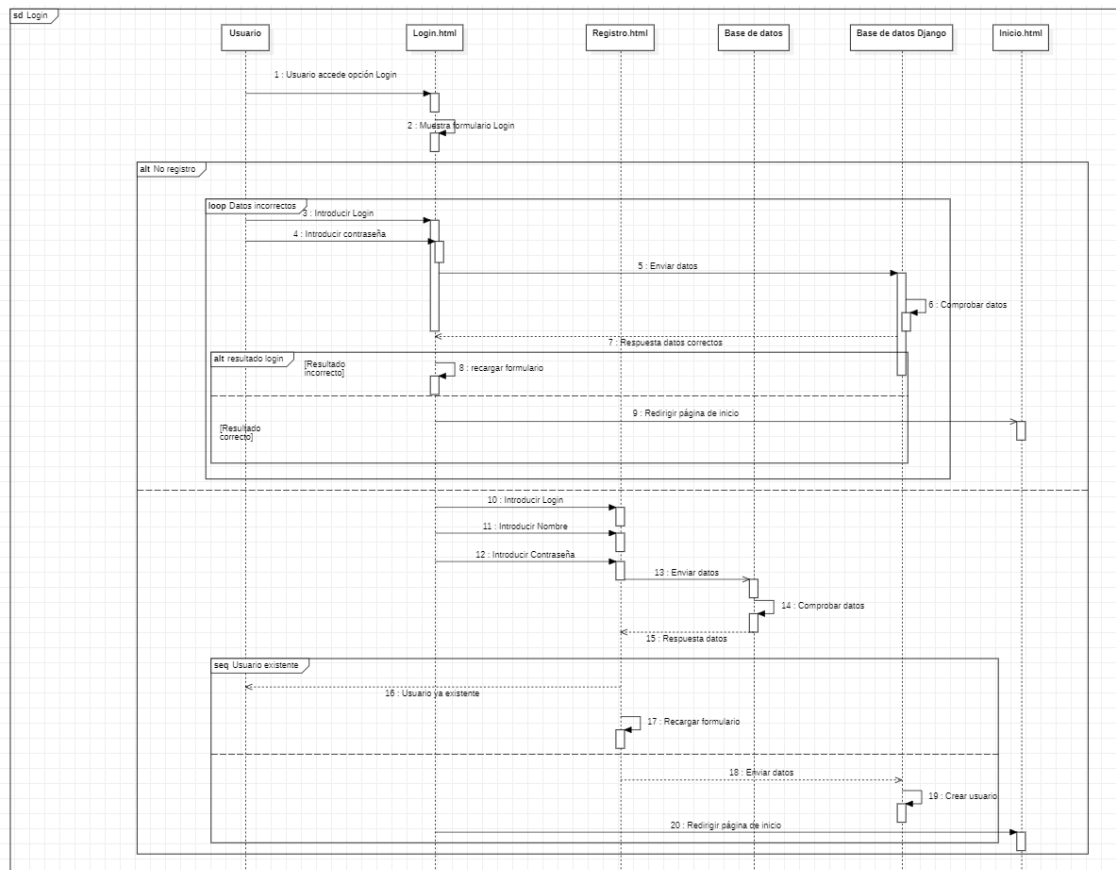 sd Login
Usuario
Login.html
Registro.html
Base de datos
Base de datos Django
Inicio.html
1 : Usuario accede opción Login
2 : Muestra formulario Login
alt No registro
loop Datos incorrectos
3 : Introducir Login
4 : Introducir contraseña
5 : Enviar datos
6 : Comprobar datos
7 : Respuesta datos correctos
alt resultado login
[Resultado
incorrecto]
8 : recargar formulario
9 : Redirigir página de inicio
[Resultado
correcto]
10 : Introducir Login
11 : Introducir Nombre
12 : Introducir Contraseña
13 : Enviar datos
14 : Comprobar datos
15 : Respuesta datos
seq Usuario existente
16 : Usuario ya existente
17 : Recargar formulario
18 : Enviar datos
19 : Crear usuario
20 : Redirigir página de inicio